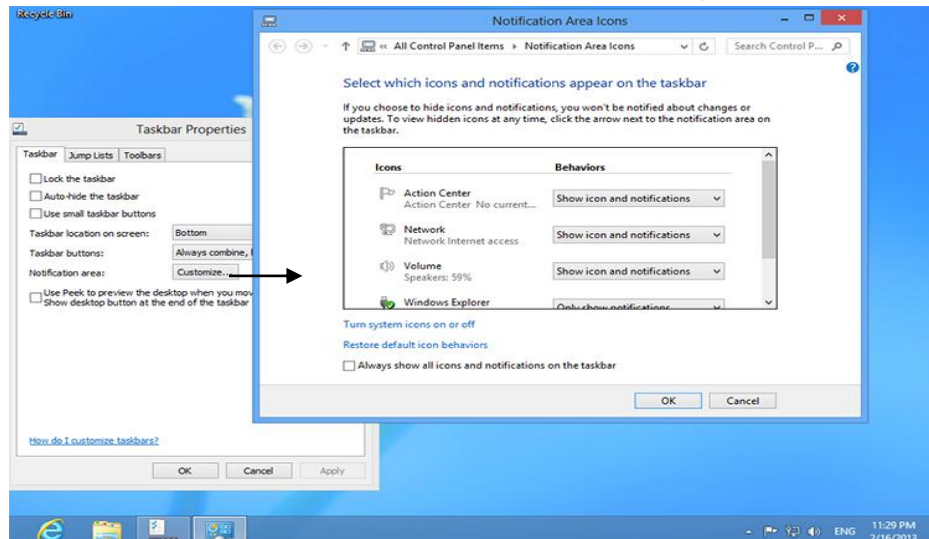 Recycle Bin
Notification Area Icons
« All Control Panel Items Notification Area Icons
Search Control P...
Select which icons and notifications appear on the taskbar
If you choose to hide icons and notifications, you won't be notified about changes or
updates. To view hidden icons at any time, click the arrow next to the notification area on
the taskbar.
Icons Behaviors
Action Center
Action Center No current...
Show icon and notifications
Network
Network Internet access
Show icon and notifications
Volume
Speakers: 59%
Show icon and notifications
Windows Explorer
Only show notifications
Turn system icons on or off
Restore default icon behaviors
Always show all icons and notifications on the taskbar
OK Cancel
Taskbar Properties
Taskbar Jump Lists Toolbars
Lock the taskbar
Auto-hide the taskbar
Use small taskbar buttons
Taskbar location on screen: Bottom
Taskbar buttons: Always combine,
Notification area: Customize...
Use Peek to preview the desktop when you mov
Show desktop button at the end of the taskbar
How do I customize taskbars?
OK Cancel Apply
ENG
11:29 PM
2/16/2013